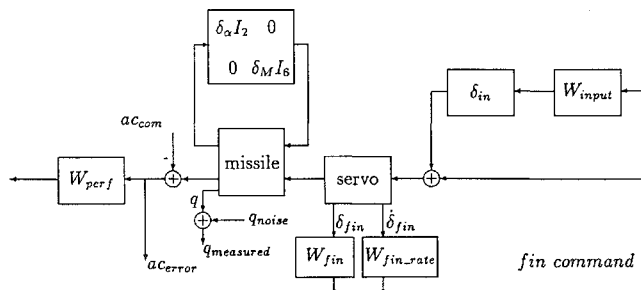 δ_α I_2 0
0 δ_M I_6
δ_in
W_input
ac_com
-
missile
servo
W_perf
q
q_noise
q_measured
δ_fin
δ̇_fin
ac_error
W_fin
W_fin_rate
fin command